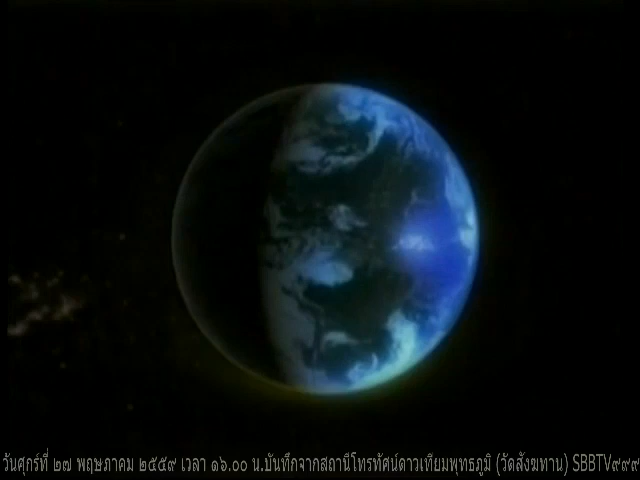 วันศุกร์ที่ ๒๗ พฤษภาคม ๒๕๕๙ เวลา ๑๖.๐๐ น.บันทึกจากสถานีโทรทัศน์ดาวเทียมพุทธภูมิ (วัดสังฆทาน) SBBTV๙๙๙